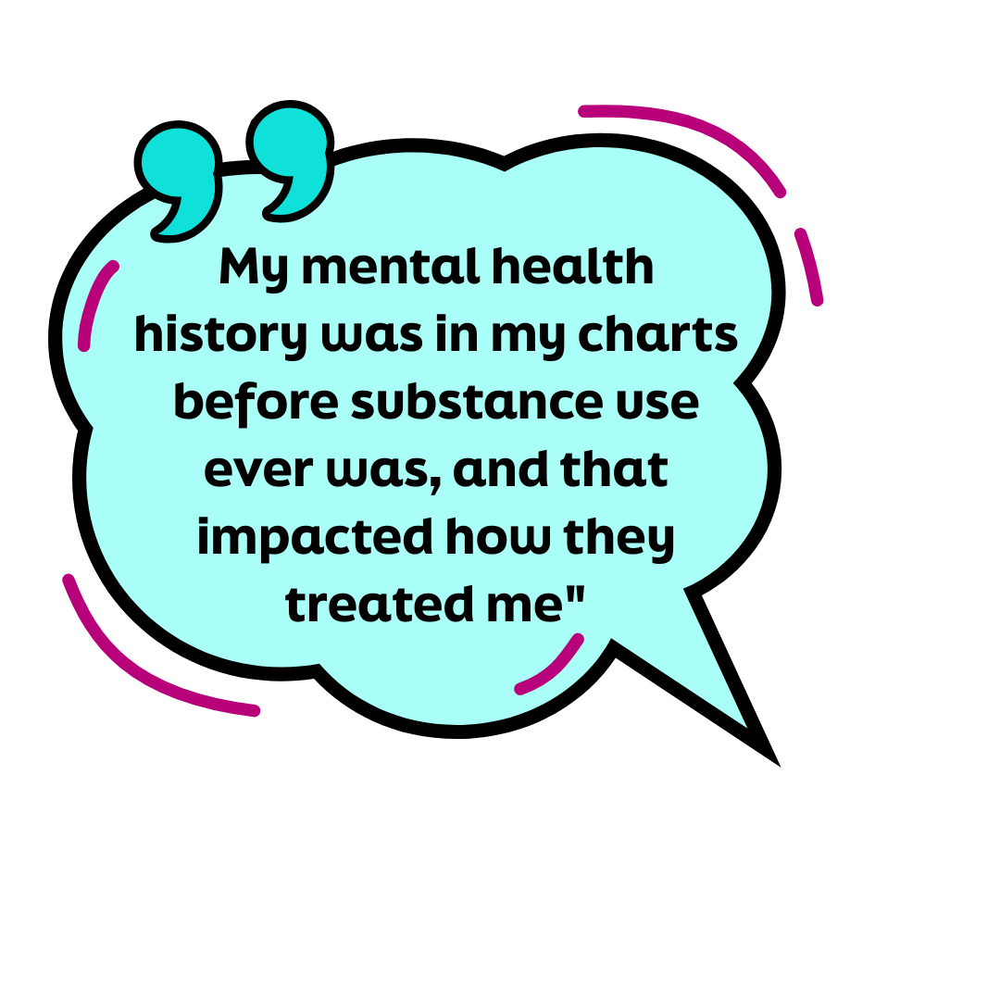 My mental health
history was in my charts
before substance use
ever was, and that
impacted how they
treated me"